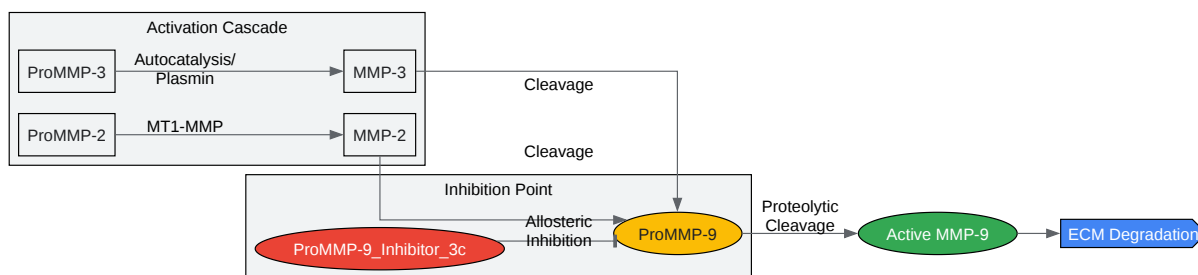 Activation Cascade
ProMMP-3
Autocatalysis/
Plasmin
MMP-3
Cleavage
ProMMP-2
MT1-MMP
MMP-2
Cleavage
Inhibition Point
ProMMP-9_Inhibitor_3c
Allosteric
Inhibition
ProMMP-9
Proteolytic
Cleavage
Active MMP-9
ECM Degradation